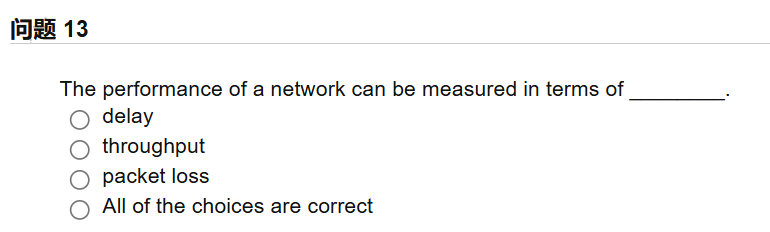 问题 13
The performance of a network can be measured in terms of _________.
delay
throughput
packet loss
All of the choices are correct